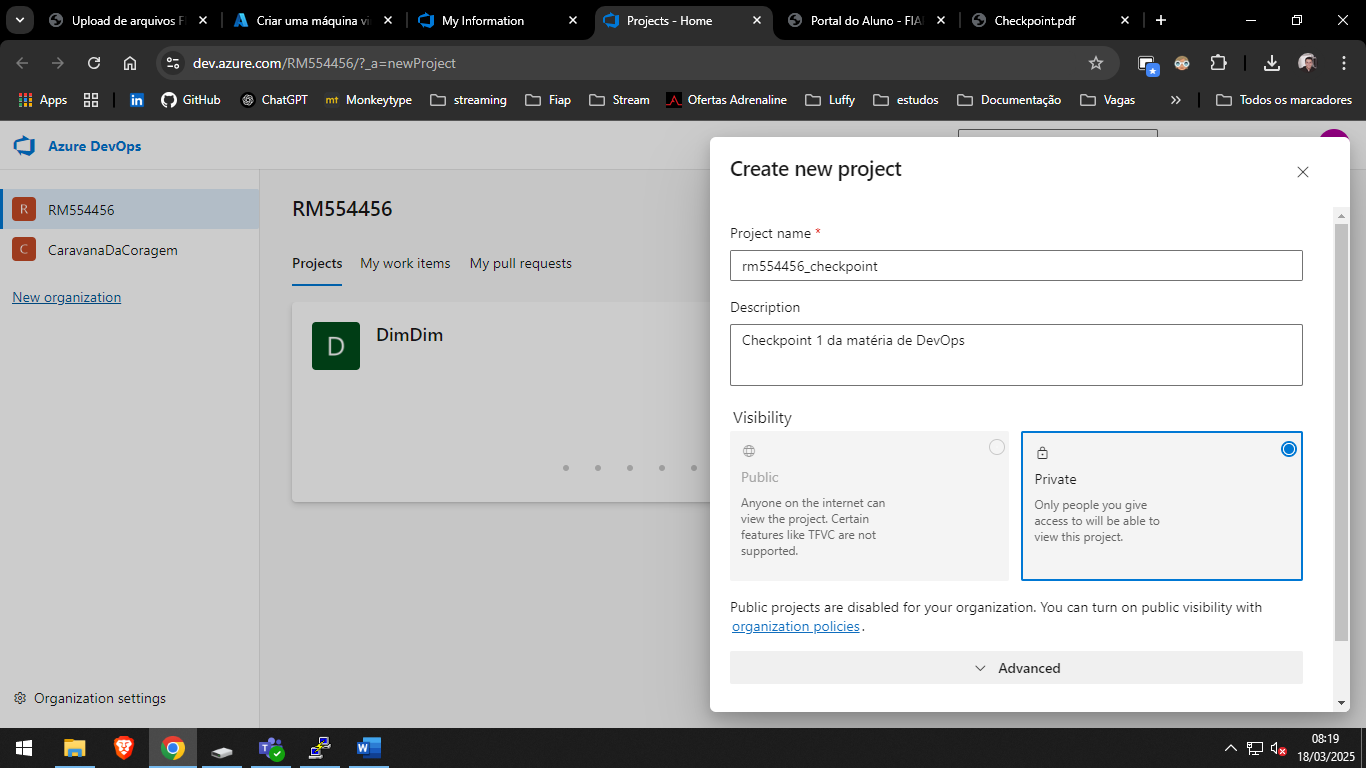 Upload de arquivos F
Criar uma máquina vi
My Information
Projects - Home
Portal do Aluno - FIA
Checkpoint.pdf
dev.azure.com/RM554456/?_a=newProject
Apps
GitHub
ChatGPT
mt Monkeytype
streaming
Fiap
Stream
Ofertas Adrenaline
Luffy
estudos
Documentação
Vagas
Todos os marcadores
Azure DevOps
R RM554456
C CaravanaDaCoragem
New organization
RM554456
Projects
My work items
My pull requests
D DimDim
Organization settings
Create new project
Project name *
rm554456_checkpoint
Description
Checkpoint 1 da matéria de DevOps
Visibility
Public
Anyone on the internet can
view the project. Certain
features like TFVC are not
supported.
Private
Only people you give
access to will be able to
view this project.
Public projects are disabled for your organization. You can turn on public visibility with
organization policies.
Advanced
08:19
18/03/2025